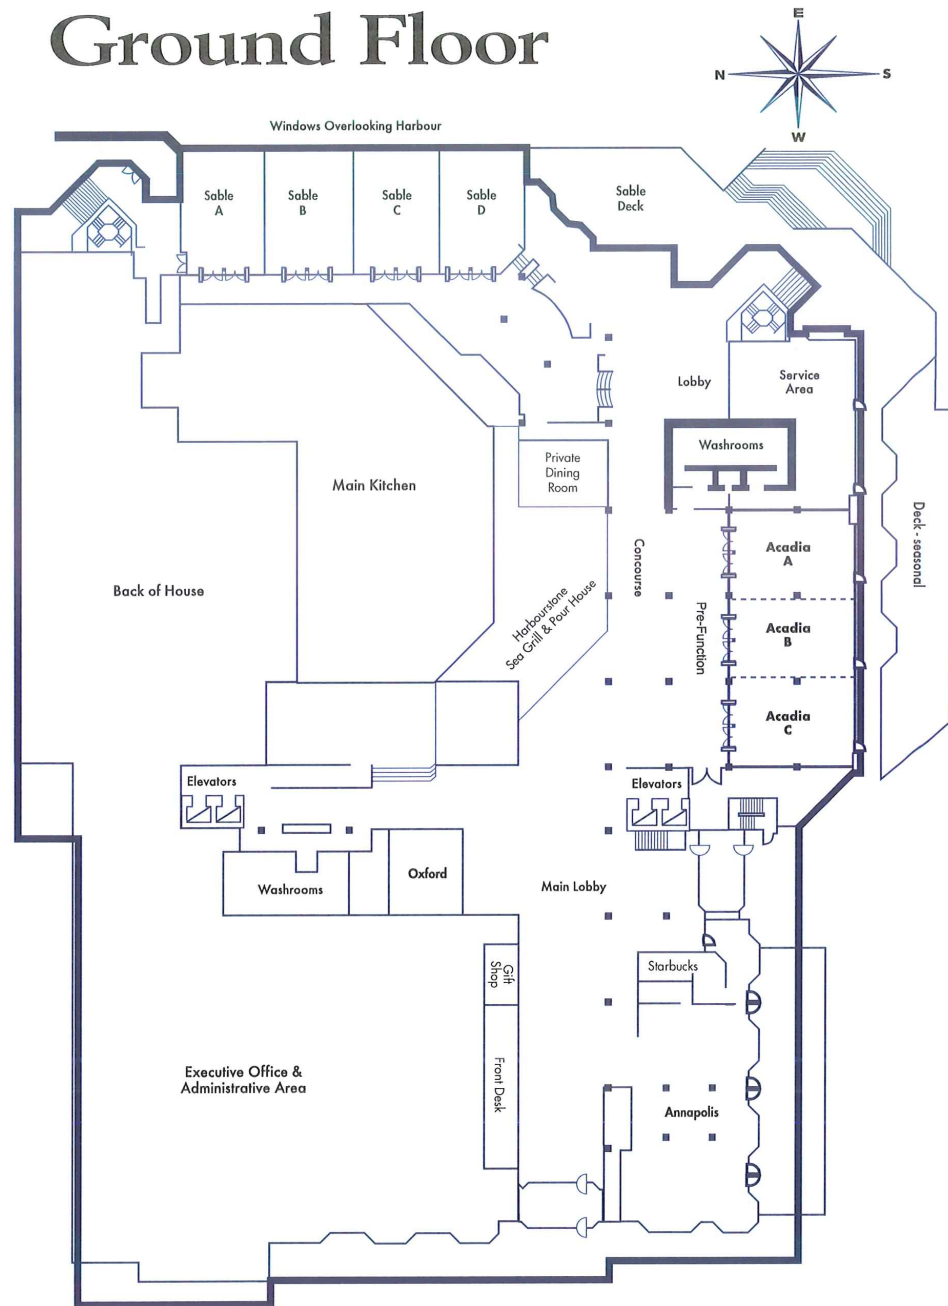 Ground Floor
E
N
S
W
Windows Overlooking Harbour
Sable
A
Sable
B
Sable
C
Sable
D
Sable
Deck
Lobby
Service
Area
Washrooms
Private
Dining
Room
Main Kitchen
Back of House
Concourse
Harbourstone
Sea Grill & Pour House
Pre-Function
Acadia
A
Acadia
B
Acadia
C
Deck - seasonal
Elevators
Elevators
Washrooms
Oxford
Main Lobby
Gift
Shop
Starbucks
Front Desk
Executive Office &
Administrative Area
Annapolis